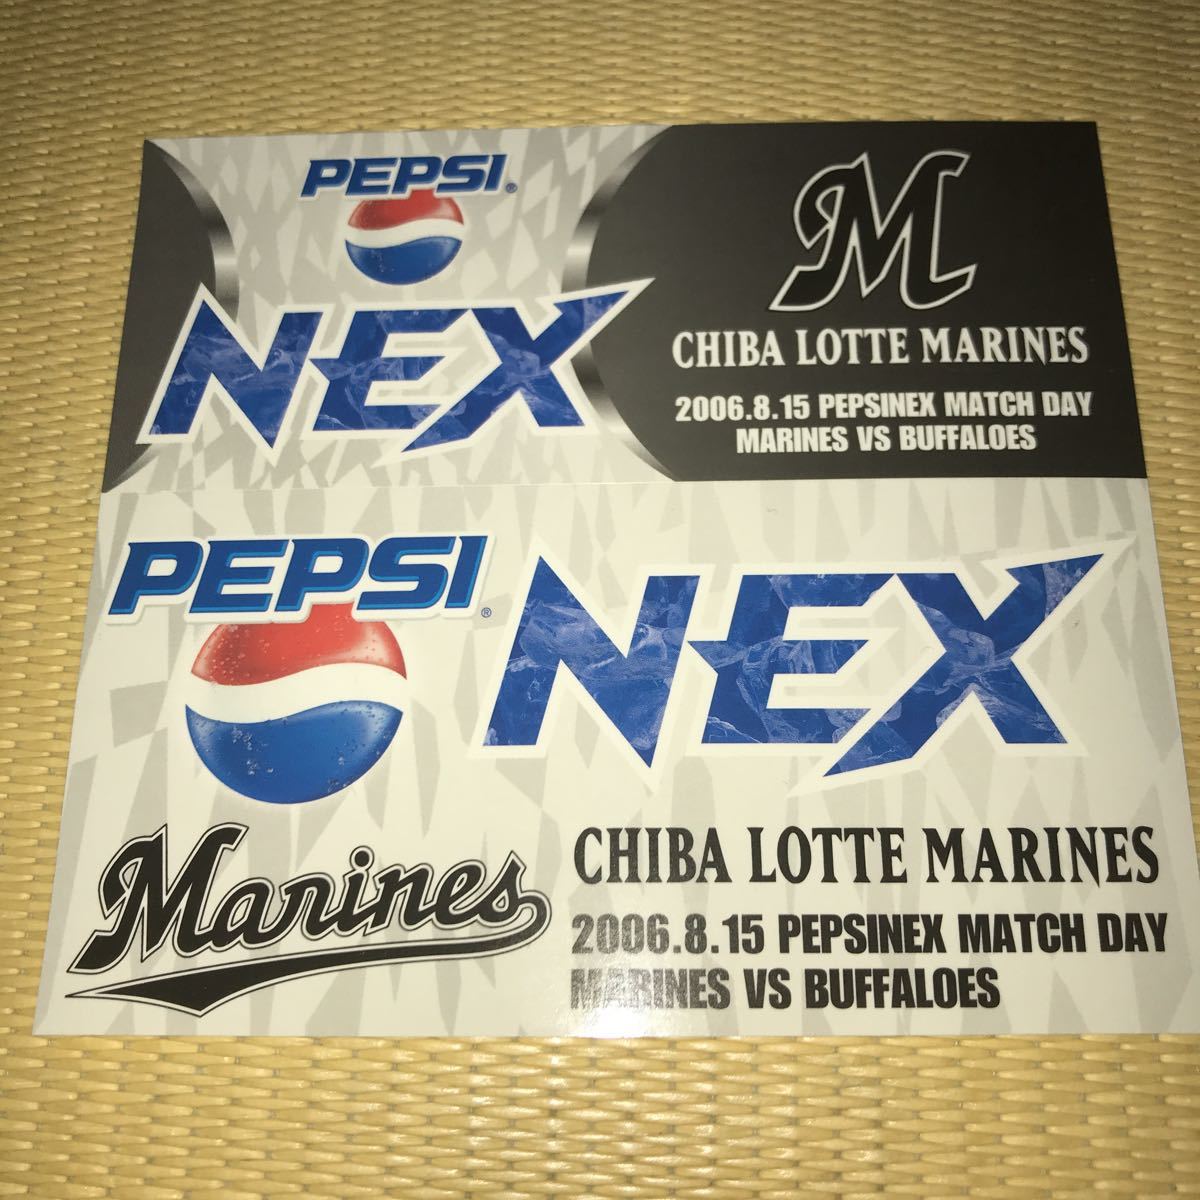 PEPSI®
NEX
M
CHIBA LOTTE MARINES
2006.8.15 PEPSINEX MATCH DAY
MARINES VS BUFFALOES
PEPSI®
NEX
Marines
CHIBA LOTTE MARINES
2006.8.15 PEPSINEX MATCH DAY
MARINES VS BUFFALOES